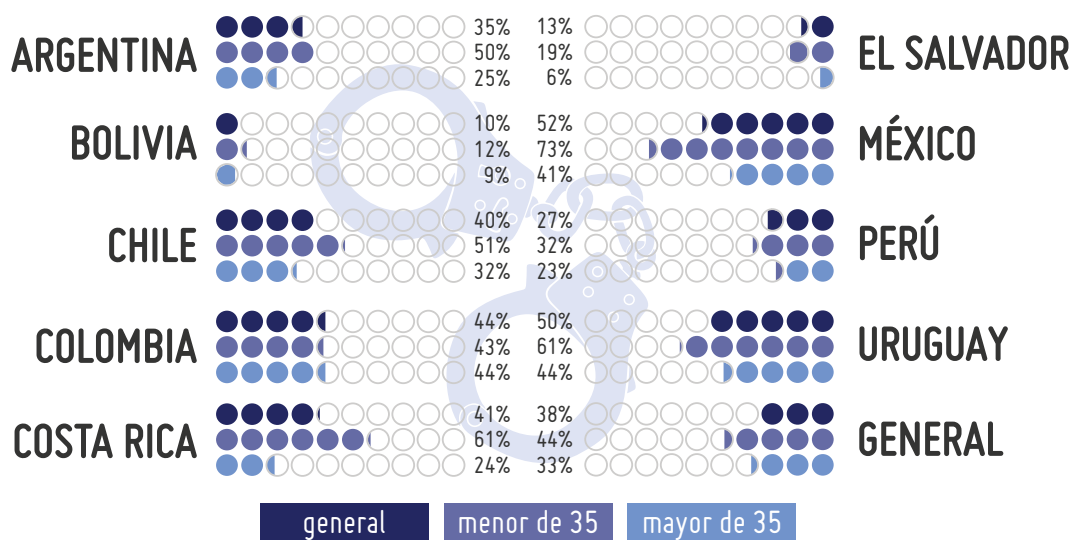 ARGENTINA
35%
50%
25%
13%
19%
6%
EL SALVADOR
BOLIVIA
10%
12%
9%
52%
73%
41%
MÉXICO
CHILE
40%
51%
32%
27%
32%
23%
PERÚ
COLOMBIA
44%
43%
44%
50%
61%
44%
URUGUAY
COSTA RICA
41%
61%
24%
38%
44%
33%
GENERAL
general
menor de 35
mayor de 35